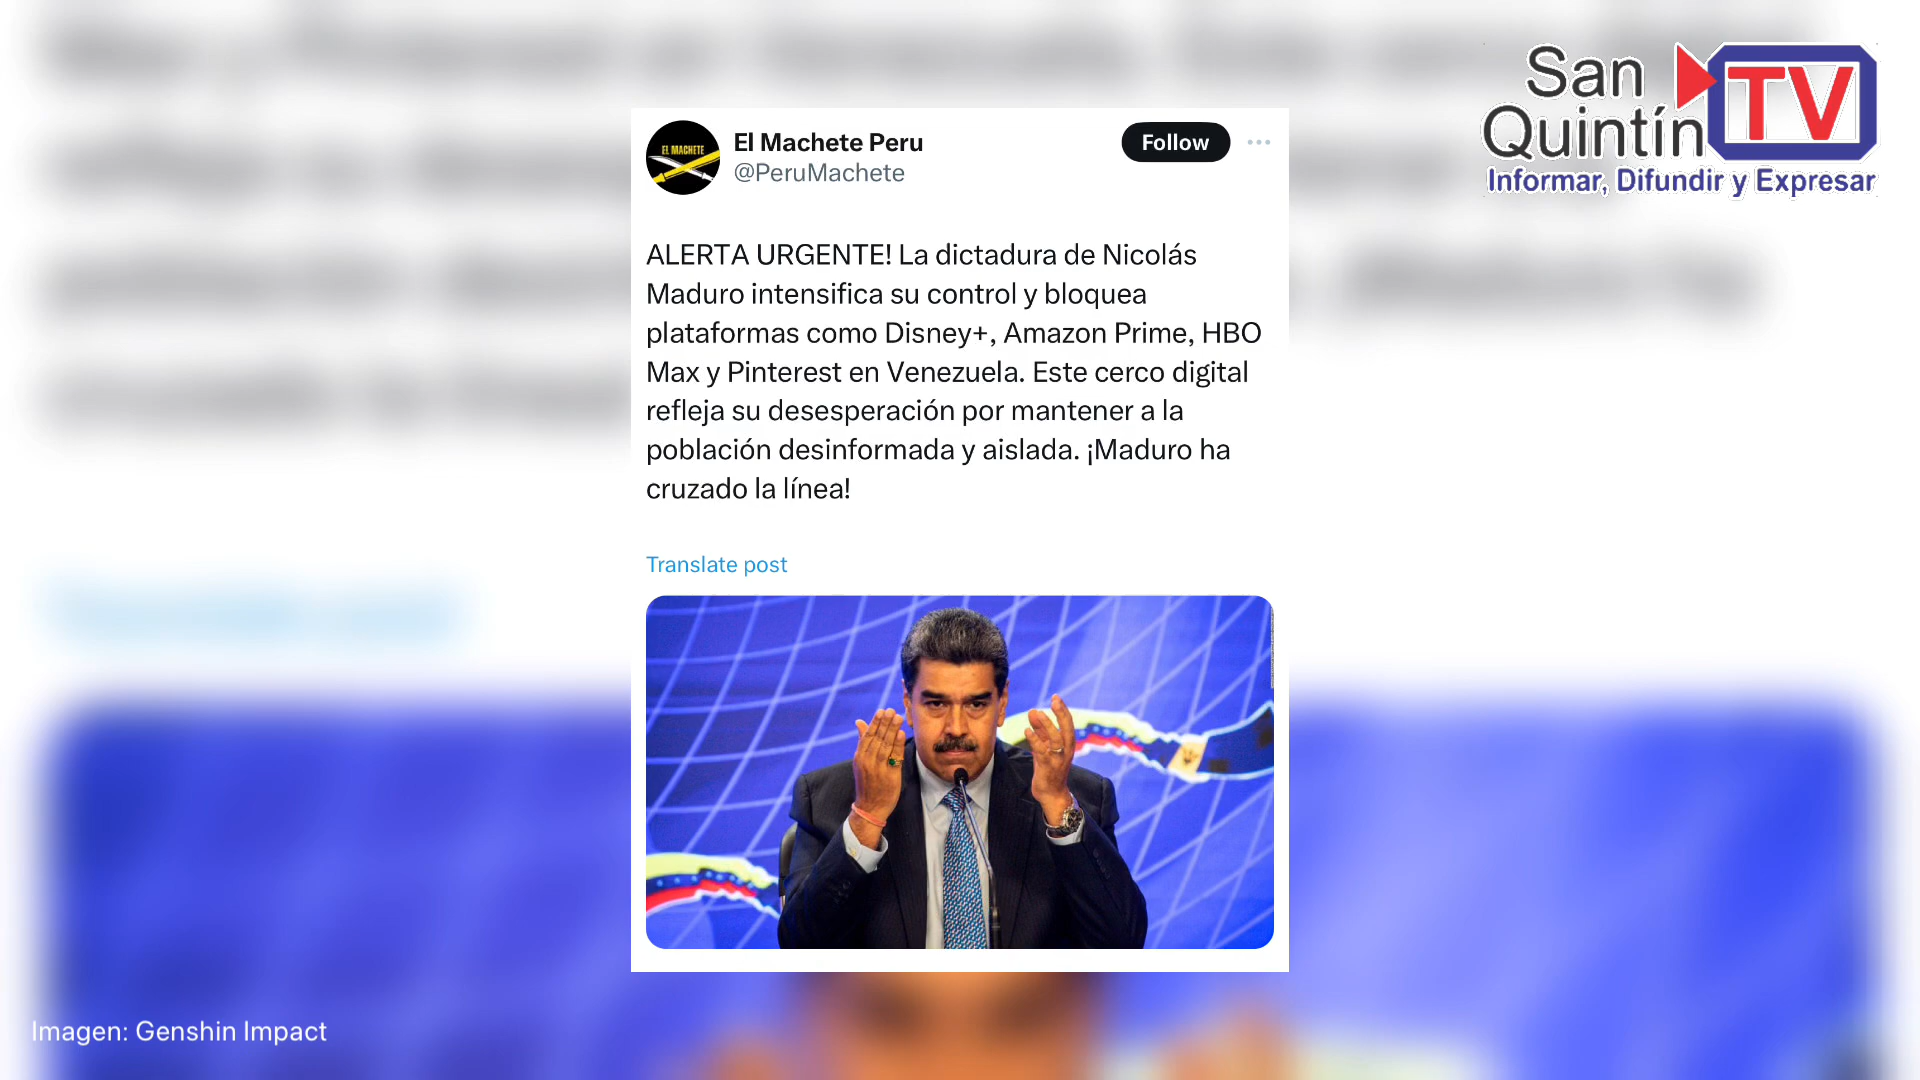 San
Quintín
TV
Informar, Difundir y Expresar
EL MACHETE
El Machete Peru
@PeruMachete
Follow
ALERTA URGENTE! La dictadura de Nicolás
Maduro intensifica su control y bloquea
plataformas como Disney+, Amazon Prime, HBO
Max y Pinterest en Venezuela. Este cerco digital
refleja su desesperación por mantener a la
población desinformada y aislada. ¡Maduro ha
cruzado la línea!
Translate post
Imagen: Genshin Impact